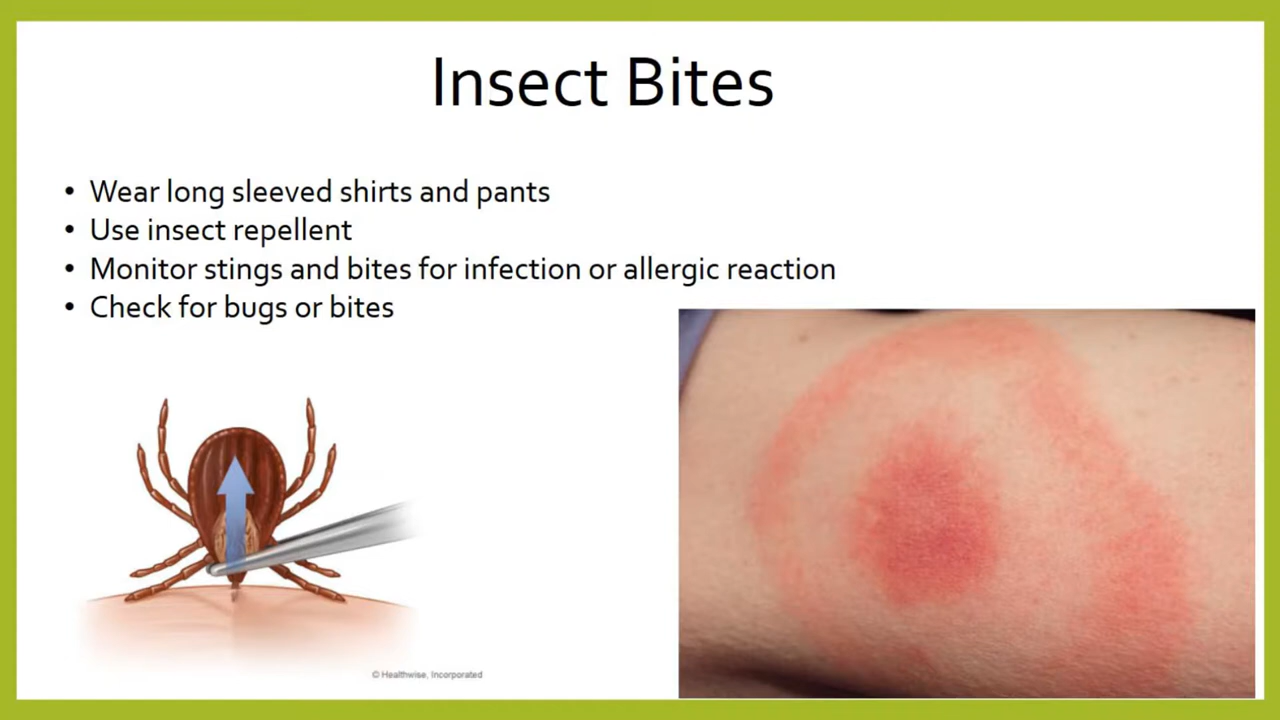 Insect Bites
• Wear long sleeved shirts and pants
• Use insect repellent
• Monitor stings and bites for infection or allergic reaction
• Check for bugs or bites
© Healthwise, Incorporated